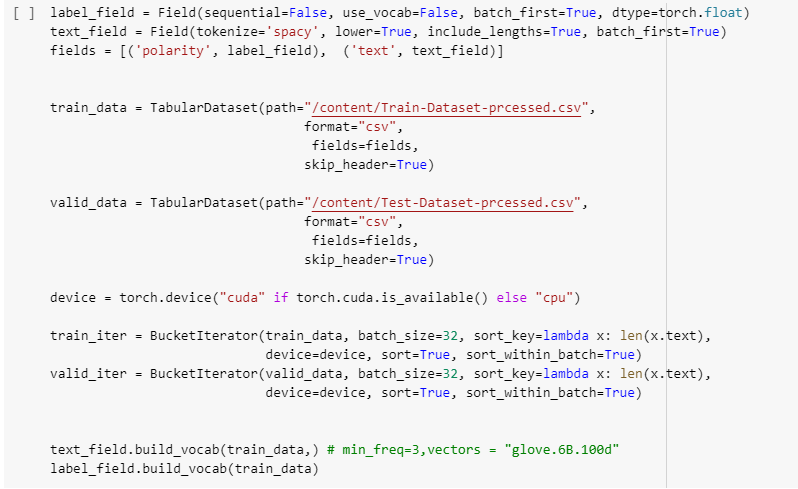 [ ] label_field = Field(sequential=False, use_vocab=False, batch_first=True, dtype=torch.float)
text_field = Field(tokenize='spacy', lower=True, include_lengths=True, batch_first=True)
fields = [('polarity', label_field),  ('text', text_field)]
train_data = TabularDataset(path="/content/Train-Dataset-prcessed.csv",
format="csv",
fields=fields,
skip_header=True)
valid_data = TabularDataset(path="/content/Test-Dataset-prcessed.csv",
format="csv",
fields=fields,
skip_header=True)
device = torch.device("cuda" if torch.cuda.is_available() else "cpu")
train_iter = BucketIterator(train_data, batch_size=32, sort_key=lambda x: len(x.text),
device=device, sort=True, sort_within_batch=True)
valid_iter = BucketIterator(valid_data, batch_size=32, sort_key=lambda x: len(x.text),
device=device, sort=True, sort_within_batch=True)
text_field.build_vocab(train_data,) # min_freq=3,vectors = "glove.6B.100d"
label_field.build_vocab(train_data)